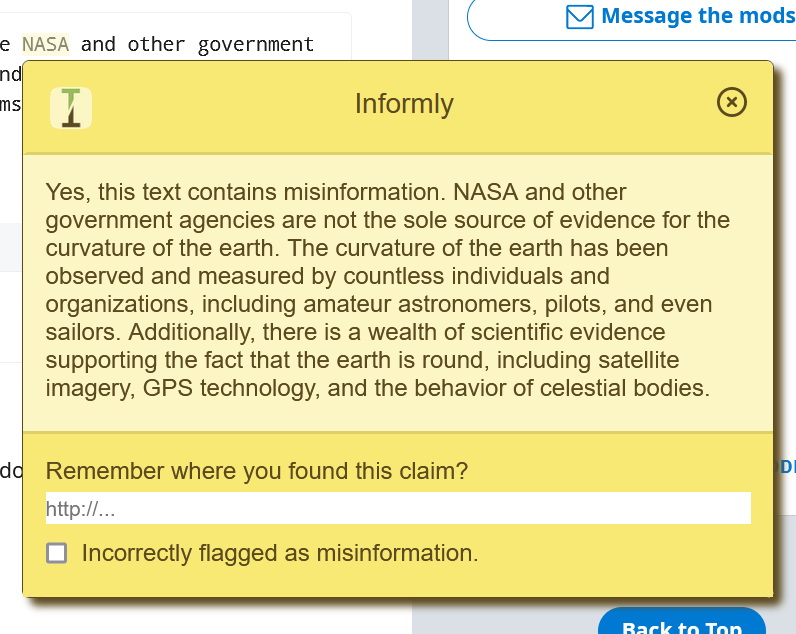 e NASA and other government
Message the mods
nd
ms
Informly
Yes, this text contains misinformation. NASA and other
government agencies are not the sole source of evidence for the
curvature of the earth. The curvature of the earth has been
observed and measured by countless individuals and
organizations, including amateur astronomers, pilots, and even
sailors. Additionally, there is a wealth of scientific evidence
supporting the fact that the earth is round, including satellite
imagery, GPS technology, and the behavior of celestial bodies.
do
Remember where you found this claim?
http://...
Incorrectly flagged as misinformation.
Back to Top